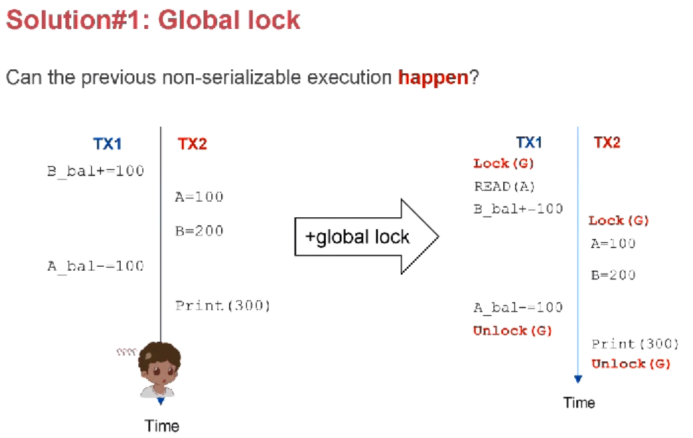 Solution#1: Global lock
Can the previous non-serializable execution happen?
TX1 TX2
B_bal+=100
A=100
B=200
A_bal-=100
Print(300)
????
Time
+global lock
TX1 TX2
Lock(G)
READ(A)
B_bal+=100
Lock(G)
A=100
B=200
A_bal-=100
Unlock(G)
Print(300)
Unlock(G)
Time